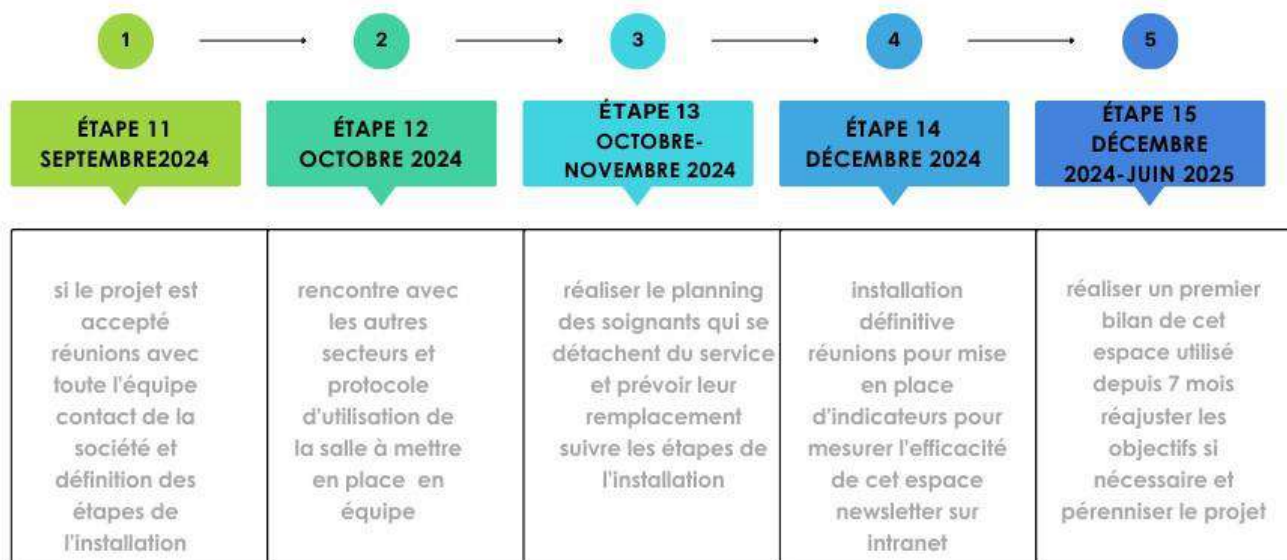 1
2
3
4
5
ÉTAPE 11
SEPTEMBRE2024
ÉTAPE 12
OCTOBRE 2024
ÉTAPE 13
OCTOBRE-
NOVEMBRE 2024
ÉTAPE 14
DÉCEMBRE 2024
ÉTAPE 15
DÉCEMBRE
2024-JUIN 2025
si le projet est
accepté
réunions avec
toute l'équipe
contact de la
société et
définition des
étapes de
l'installation
rencontre avec
les autres
secteurs et
protocole
d'utilisation de
la salle à mettre
en place en
équipe
réaliser le planning
des soignants qui se
détachent du service
et prévoir leur
remplacement
suivre les étapes de
l'installation
installation
définitive
réunions pour mise
en place
d'indicateurs pour
mesurer l'efficacité
de cet espace
newsletter sur
intranet
réaliser un premier
bilan de cet
espace utilisé
depuis 7 mois
réajuster les
objectifs si
nécessaire et
pérenniser le projet